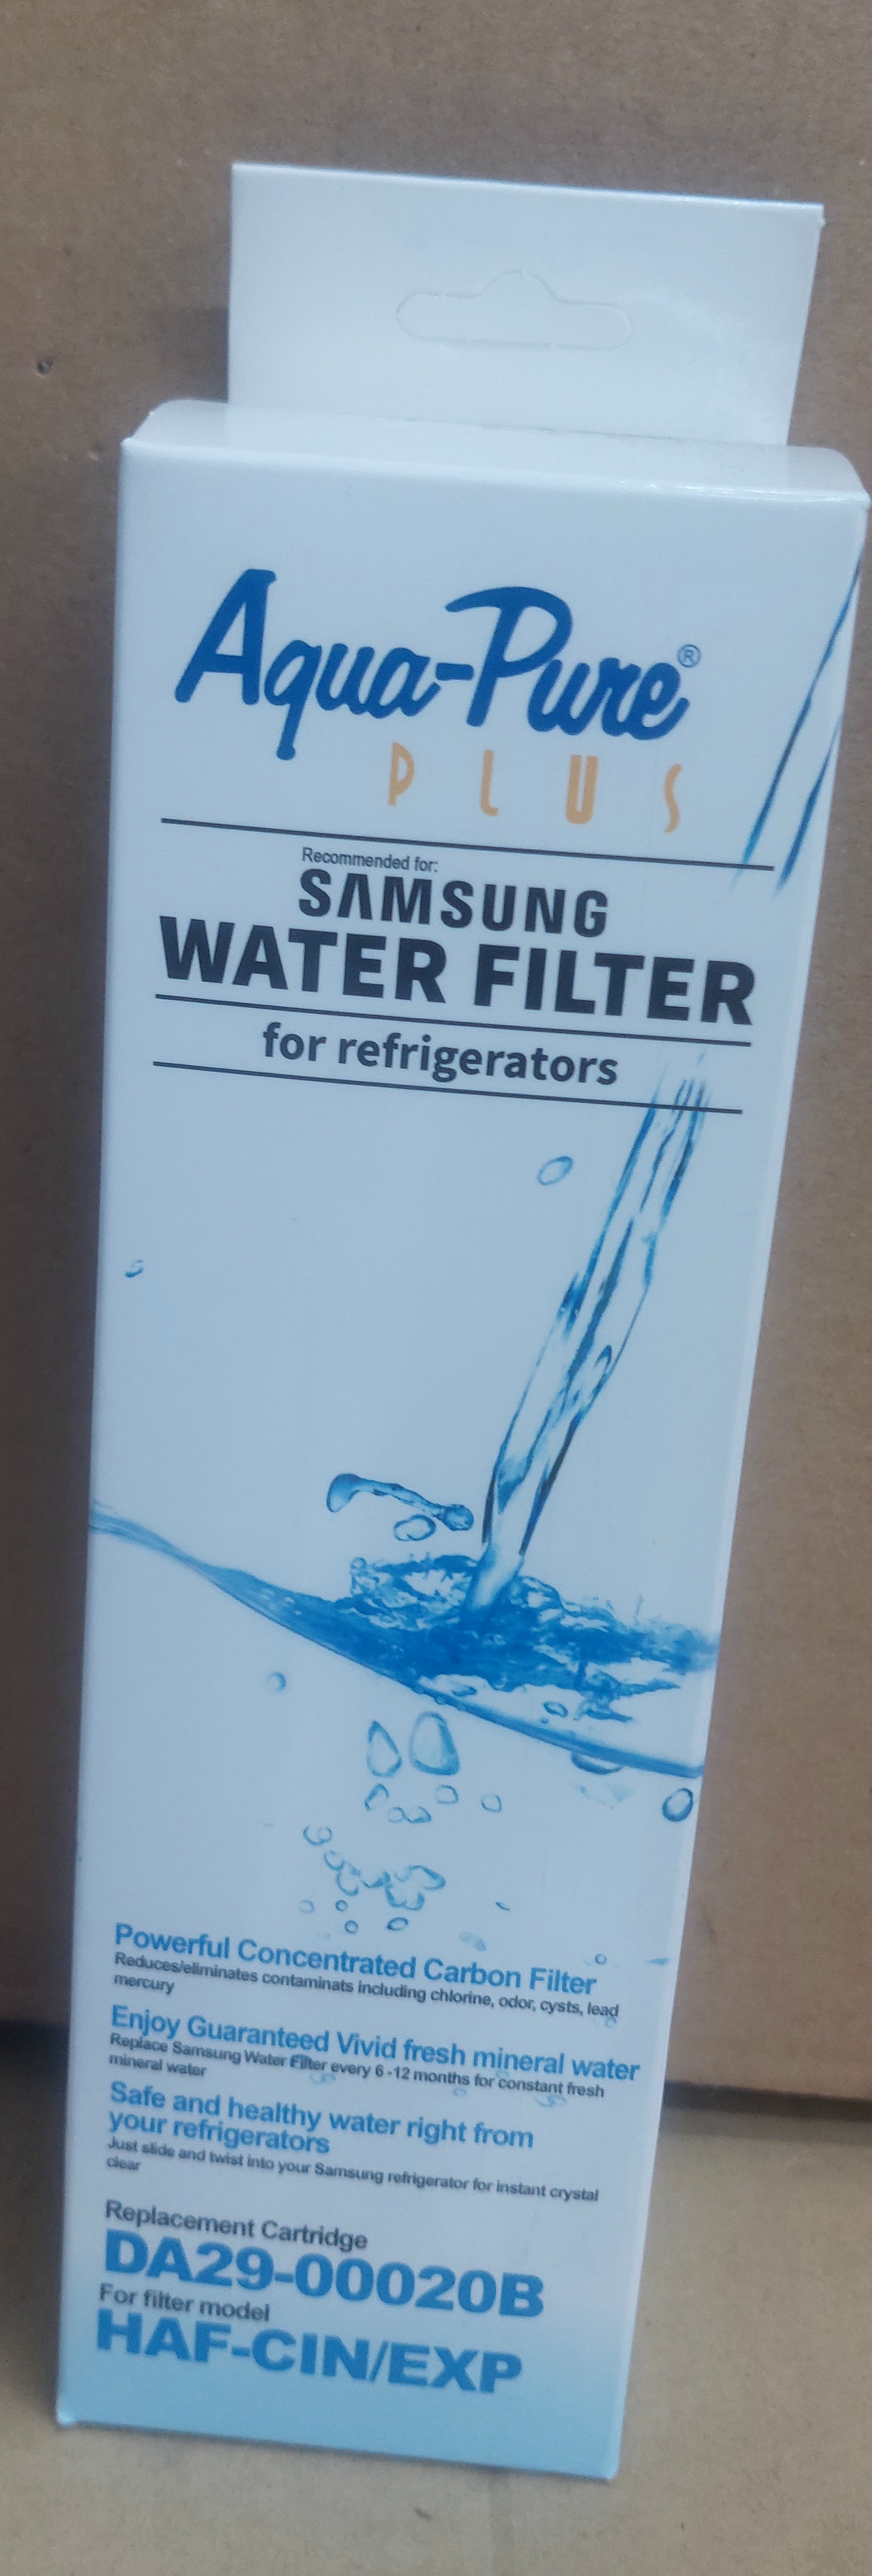 Aqua-Pure®
PLUS
Recommended for:
SAMSUNG
WATER FILTER
for refrigerators
Powerful Concentrated Carbon Filter
Reduces/eliminates contaminats including chlorine, odor, cysts, lead
mercury
Enjoy Guaranteed Vivid fresh mineral water
Replace Samsung Water Filter every 6-12 months for constant fresh
mineral water
Safe and healthy water right from
your refrigerators
Just slide and twist into your Samsung refrigerator for instant crystal
clear
Replacement Cartridge
DA29-00020B
For filter model
HAF-CIN/EXP